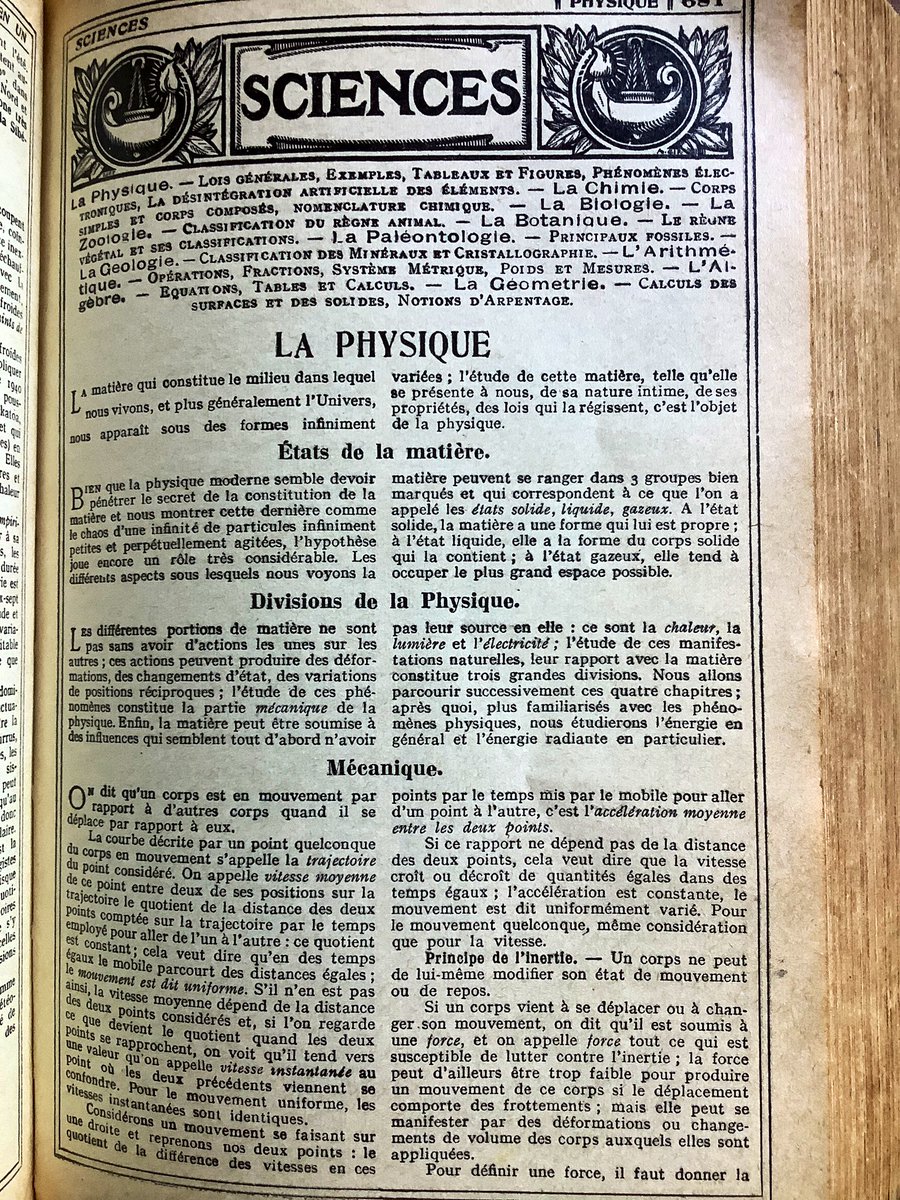 SCIENCES
PHYSIQUE
SCIENCES
La Physique. — LOIS GÉNÉRALES, EXEMPLES, TABLEAUX ET FIGURES, PHÉNOMÈNES ÉLEC-
TRONIQUES, LA DÉSINTÉGRATION ARTIFICIELLE DES ÉLÉMENTS. — La Chimie. — CORPS
SIMPLES ET CORPS COMPOSÉS, NOMENCLATURE CHIMIQUE. — La Biologie. — La
Zoologie. — CLASSIFICATION DU RÈGNE ANIMAL. — La Botanique. — LE RÈGNE
VÉGÉTAL ET SES CLASSIFICATIONS. — La Paléontologie. — PRINCIPAUX FOSSILES. —
La Geologie. — CLASSIFICATION DES MINÉRAUX ET CRISTALLOGRAPHIE. — L'Arithmé-
tique. — OPÉRATIONS, FRACTIONS, SYSTÈME MÉTRIQUE, POIDS ET MESURES. — L'Al-
gèbre. — EQUATIONS, TABLES ET CALCULS. — La Géometrie. — CALCULS DES
SURFACES ET DES SOLIDES, NOTIONS D'ARPENTAGE.
LA PHYSIQUE
LA matière qui constitue le milieu dans lequel
nous vivons, et plus généralement l'Univers,
nous apparaît sous des formes infiniment
variées ; l'étude de cette matière, telle qu'elle
se présente à nous, de sa nature intime, de ses
propriétés, des lois qui la régissent, c'est l'objet
de la physique.
États de la matière.
BIEN que la physique moderne semble devoir
pénétrer le secret de la constitution de la
matière et nous montrer cette dernière comme
le chaos d'une infinité de particules infiniment
petites et perpétuellement agitées, l'hypothèse
joue encore un rôle très considérable. Les
différents aspects sous lesquels nous voyons la
matière peuvent se ranger dans 3 groupes bien
marqués et qui correspondent à ce que l'on a
appelé les états solide, liquide, gazeux. A l'état
solide, la matière a une forme qui lui est propre ;
à l'état liquide, elle a la forme du corps solide
qui la contient ; à l'état gazeux, elle tend à
occuper le plus grand espace possible.
Divisions de la Physique.
LES différentes portions de matière ne sont
pas sans avoir d'actions les unes sur les
autres ; ces actions peuvent produire des défor-
mations, des changements d'état, des variations
de positions réciproques ; l'étude de ces phé-
nomènes constitue la partie mécanique de la
physique. Enfin, la matière peut être soumise à
des influences qui semblent tout d'abord n'avoir
pas leur source en elle : ce sont la chaleur, la
lumière et l'électricité ; l'étude de ces manifes-
tations naturelles, leur rapport avec la matière
constitue trois grandes divisions. Nous allons
parcourir successivement ces quatre chapitres ;
après quoi, plus familiarisés avec les phéno-
mènes physiques, nous étudierons l'énergie en
général et l'énergie radiante en particulier.
Mécanique.
ON dit qu'un corps est en mouvement par
rapport à d'autres corps quand il se
déplace par rapport à eux.
La courbe décrite par un point quelconque
du corps en mouvement s'appelle la trajectoire
du point considéré. On appelle vitesse moyenne
de ce point entre deux de ses positions sur la
trajectoire le quotient de la distance des deux
points comptée sur la trajectoire par le temps
employé pour aller de l'un à l'autre : ce quotient
est constant ; cela veut dire qu'en des temps
égaux le mobile parcourt des distances égales ;
le mouvement est dit uniforme. S'il n'en est pas
ainsi, la vitesse moyenne dépend de la distance
des deux points considérés et, si l'on regarde
ce que devient le quotient quand les deux
points se rapprochent, on voit qu'il tend vers
une valeur qu'on appelle vitesse instantanée au
point où les deux précédents viennent se
confondre. Pour le mouvement uniforme, les
vitesses instantanées sont identiques.
Considérons un mouvement se faisant sur
une droite et reprenons nos deux points : le
quotient de la différence des vitesses en ces
points par le temps mis par le mobile pour aller
d'un point à l'autre, c'est l'accélération moyenne
entre les deux points.
Si ce rapport ne dépend pas de la distance
des deux points, cela veut dire que la vitesse
croît ou décroît de quantités égales dans des
temps égaux ; l'accélération est constante, le
mouvement est dit uniformément varié. Pour
le mouvement quelconque, même considération
que pour la vitesse.
Principe de l'inertie. — Un corps ne peut
de lui-même modifier son état de mouvement
ou de repos.
Si un corps vient à se déplacer ou à chan-
ger son mouvement, on dit qu'il est soumis à
une force, et on appelle force tout ce qui est
susceptible de lutter contre l'inertie ; la force
peut d'ailleurs être trop faible pour produire
un mouvement de ce corps si le déplacement
comporte des frottements ; mais elle peut se
manifester par des déformations ou change-
ments de volume des corps auxquels elles sont
appliquées.
Pour définir une force, il faut donner la